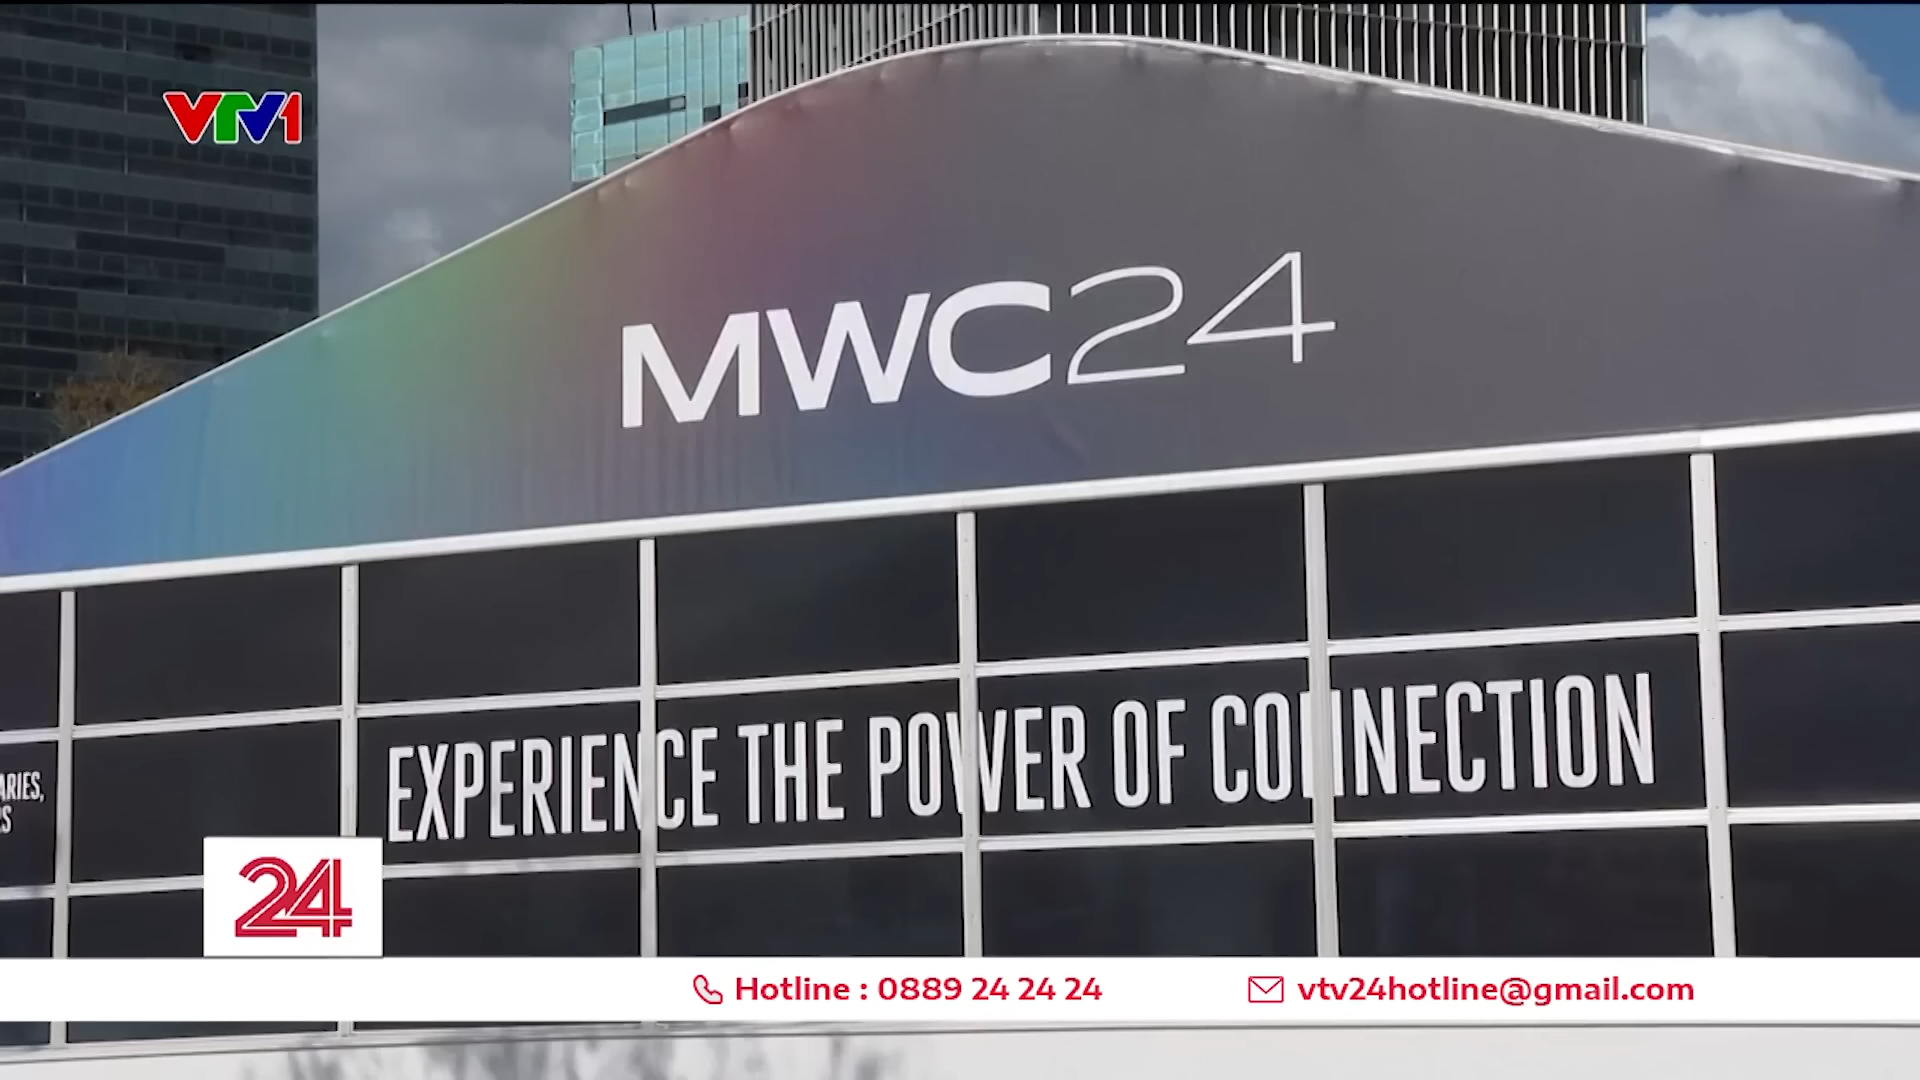 VTV1
MWC24
EXPERIENCE THE POWER OF CONNECTION
24
Hotline : 0889 24 24 24
vtv24hotline@gmail.com